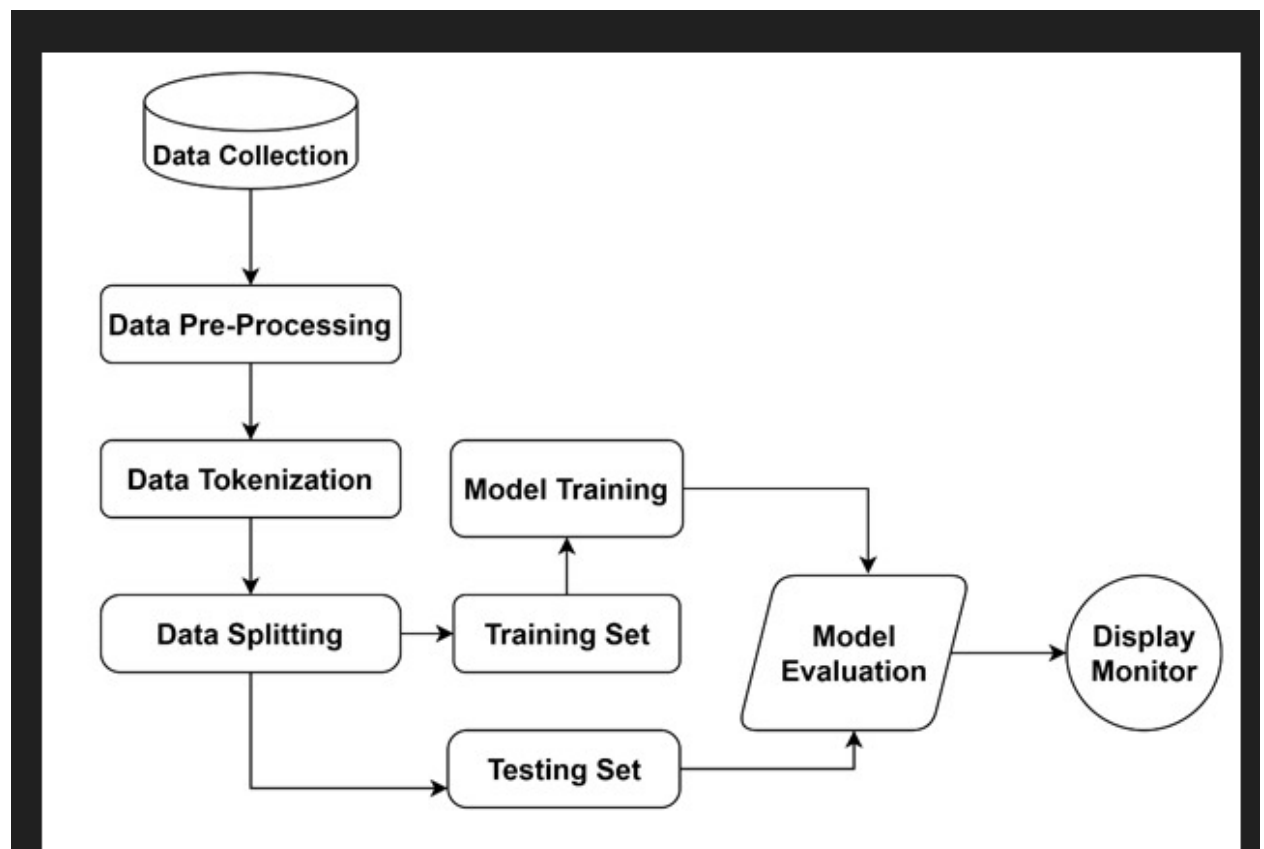 Data Collection
Data Pre-Processing
Data Tokenization
Model Training
Data Splitting
Training Set
Model
Evaluation
Display
Monitor
Testing Set